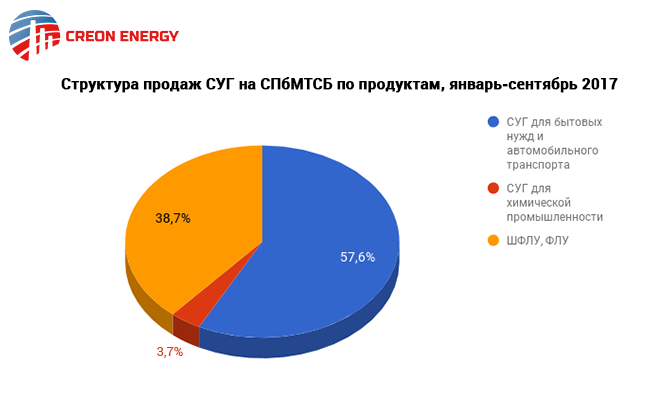 CREON ENERGY
Структура продаж СУГ на СПбМТСБ по продуктам, январь-сентябрь 2017
СУГ для бытовых
нужд и
автомобильного
транспорта
СУГ для
химической
промышленности
ШФЛУ, ФЛУ
38,7%
57,6%
3,7%